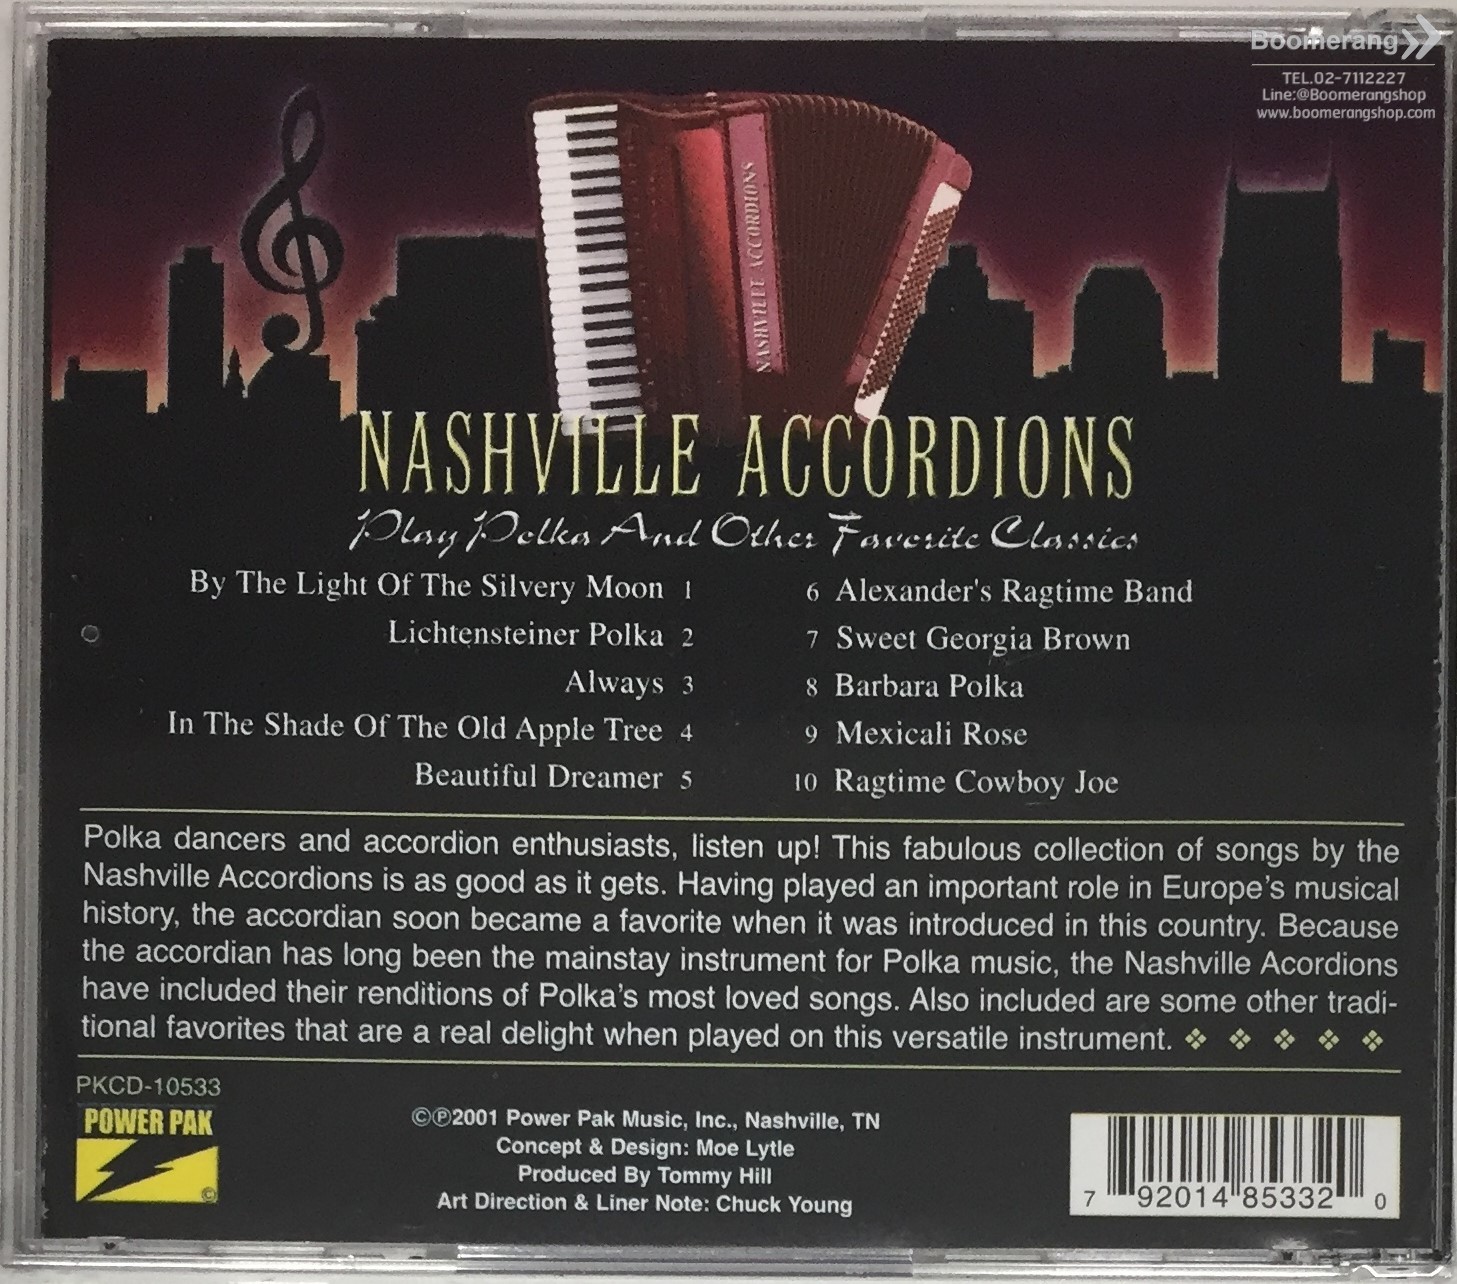 Boomerang
TEL.02-7112227
Line:@Boomerangshop
www.boomerangshop.com
NASHVILLE ACCORDIONS
NASHVILLE ACCORDIONS
Play Polka And Other Favorite Classics
By The Light Of The Silvery Moon 1
Lichtensteiner Polka 2
Always 3
In The Shade Of The Old Apple Tree 4
Beautiful Dreamer 5
6 Alexander's Ragtime Band
7 Sweet Georgia Brown
8 Barbara Polka
9 Mexicali Rose
10 Ragtime Cowboy Joe
Polka dancers and accordion enthusiasts, listen up! This fabulous collection of songs by the
Nashville Accordions is as good as it gets. Having played an important role in Europe's musical
history, the accordian soon became a favorite when it was introduced in this country. Because
the accordian has long been the mainstay instrument for Polka music, the Nashville Acordions
have included their renditions of Polka's most loved songs. Also included are some other tradi-
tional favorites that are a real delight when played on this versatile instrument. ❖ ❖ ❖ ❖ ❖
PKCD-10533
POWER PAK
©
©℗2001 Power Pak Music, Inc., Nashville, TN
Concept & Design: Moe Lytle
Produced By Tommy Hill
Art Direction & Liner Note: Chuck Young
7 92014 85332 0